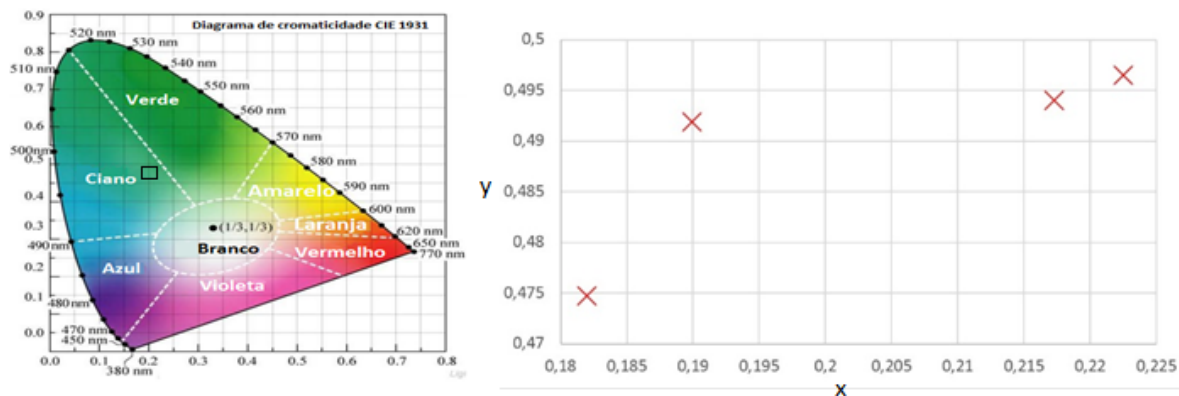 Diagrama de cromaticidade CIE 1931
0.9
0.8
0.7
0.6
0.5
0.4
0.3
0.2
0.1
0.0
0.0 0.1 0.2 0.3 0.4 0.5 0.6 0.7 0.8
520 nm
530 nm
510 nm
540 nm
550 nm
560 nm
570 nm
500nm
580 nm
590 nm
600 nm
620 nm
650 nm
770 nm
490 nm
480 nm
470 nm
450 nm
380 nm
Verde
Ciano
Amarelo
Laranja
(1/3,1/3)
Branco
Vermelho
Azul
Violeta
0,5
0,495
0,49
0,485
0,48
0,475
0,47
y
0,18 0,185 0,19 0,195 0,2 0,205 0,21 0,215 0,22 0,225
x